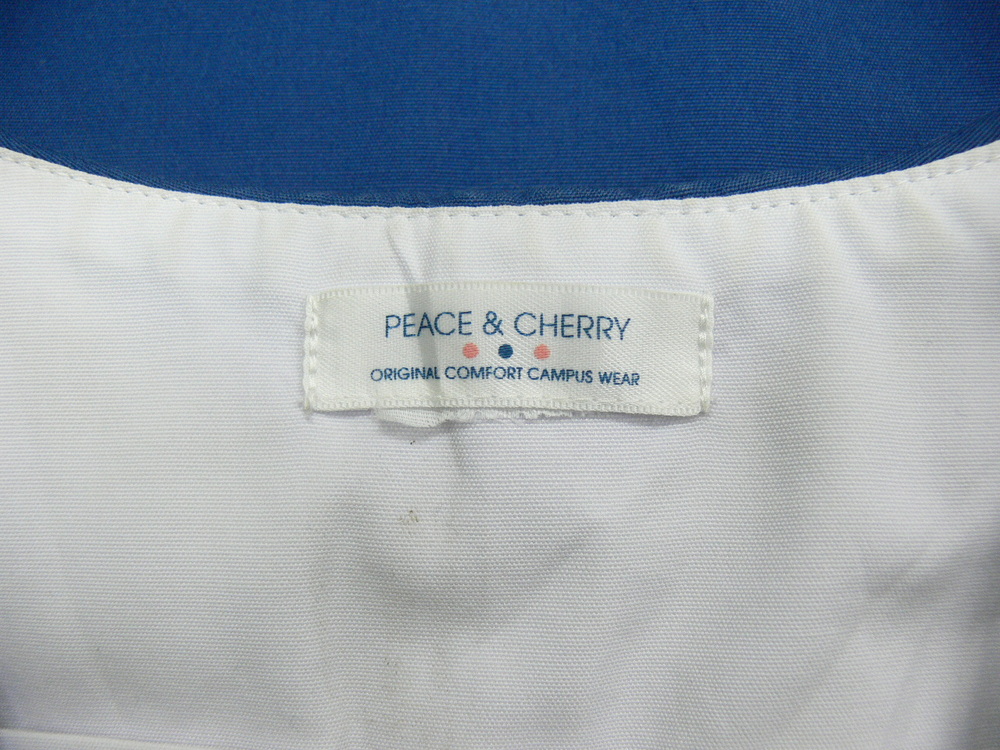 PEACE & CHERRY
ORIGINAL COMFORT CAMPUS WEAR